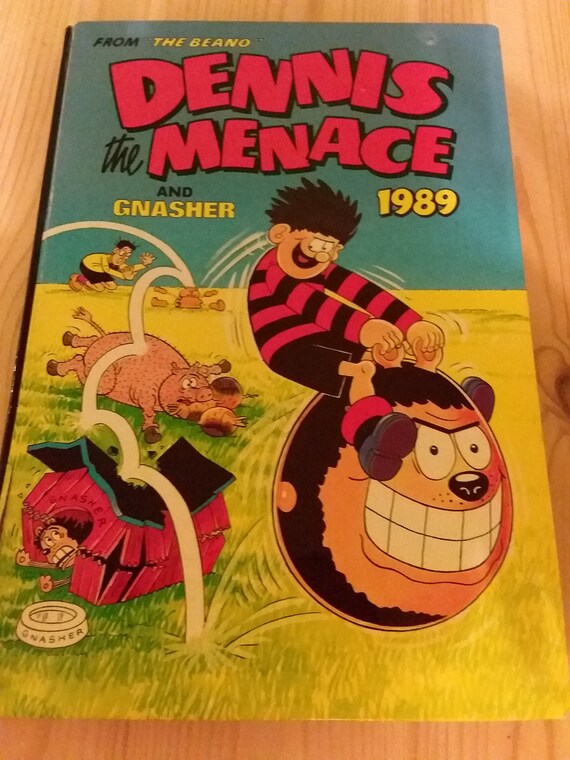 FROM "THE BEANO"
DENNIS
the MENACE
AND
GNASHER
1989
GNASHER
GNASHER